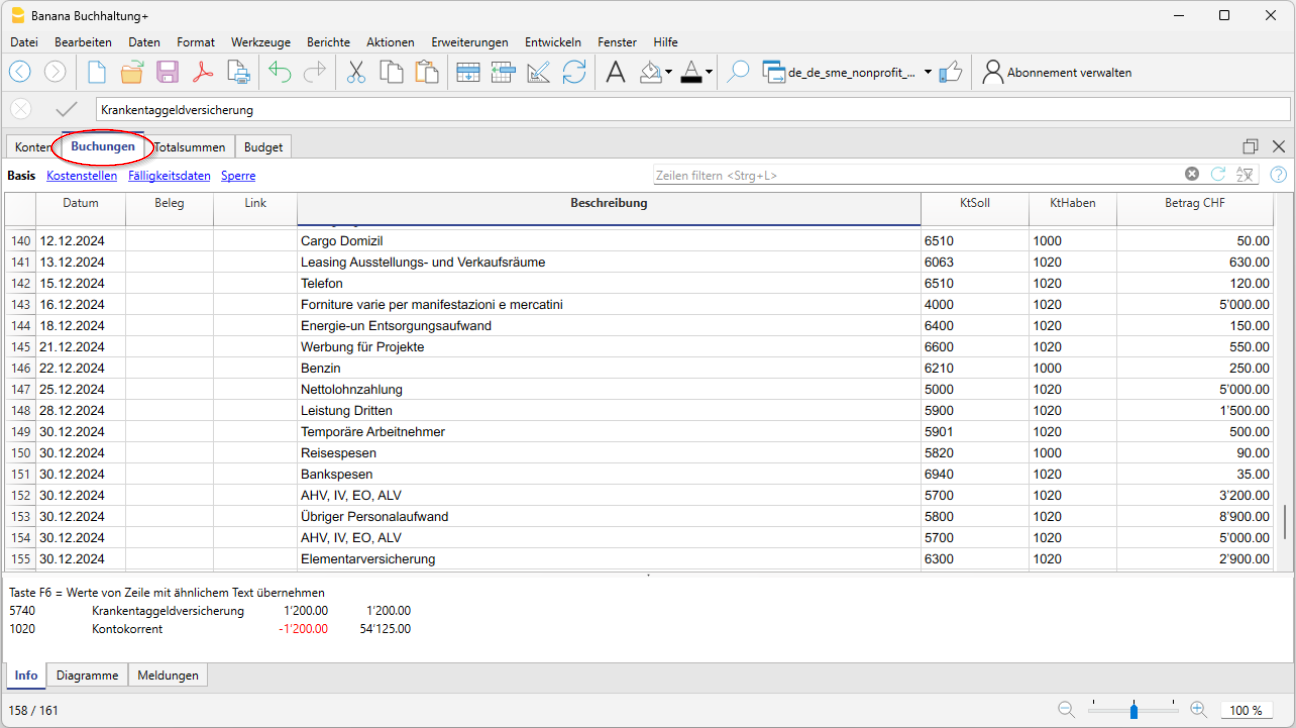 Banana Buchhaltung+
Datei Bearbeiten Daten Format Werkzeuge Berichte Aktionen Erweiterungen Entwickeln Fenster Hilfe
de_de_sme_nonprofit_... Abonnement verwalten
Krankentaggeldversicherung
Konten Buchungen Totalsummen Budget
Basis Kostenstellen Fälligkeitsdaten Sperre Zeilen filtern <Strg+L>
Datum Beleg Link Beschreibung KtSoll KtHaben Betrag CHF
140 12.12.2024 Cargo Domizil 6510 1000 50.00
141 13.12.2024 Leasing Ausstellungs- und Verkaufsräume 6063 1020 630.00
142 15.12.2024 Telefon 6510 1020 120.00
143 16.12.2024 Forniture varie per manifestazioni e mercatini 4000 1020 5'000.00
144 18.12.2024 Energie-un Entsorgungsaufwand 6400 1020 150.00
145 21.12.2024 Werbung für Projekte 6600 1020 550.00
146 22.12.2024 Benzin 6210 1000 250.00
147 25.12.2024 Nettolohnzahlung 5000 1020 5'000.00
148 28.12.2024 Leistung Dritten 5900 1020 1'500.00
149 30.12.2024 Temporäre Arbeitnehmer 5901 1020 500.00
150 30.12.2024 Reisespesen 5820 1000 90.00
151 30.12.2024 Bankspesen 6940 1020 35.00
152 30.12.2024 AHV, IV, EO, ALV 5700 1020 3'200.00
153 30.12.2024 Übriger Personalaufwand 5800 1020 8'900.00
154 30.12.2024 AHV, IV, EO, ALV 5700 1020 5'000.00
155 30.12.2024 Elementarversicherung 6300 1020 2'900.00
Taste F6 = Werte von Zeile mit ähnlichem Text übernehmen
5740 Krankentaggeldversicherung 1'200.00 1'200.00
1020 Kontokorrent -1'200.00 54'125.00
Info Diagramme Meldungen
158 / 161 100 %